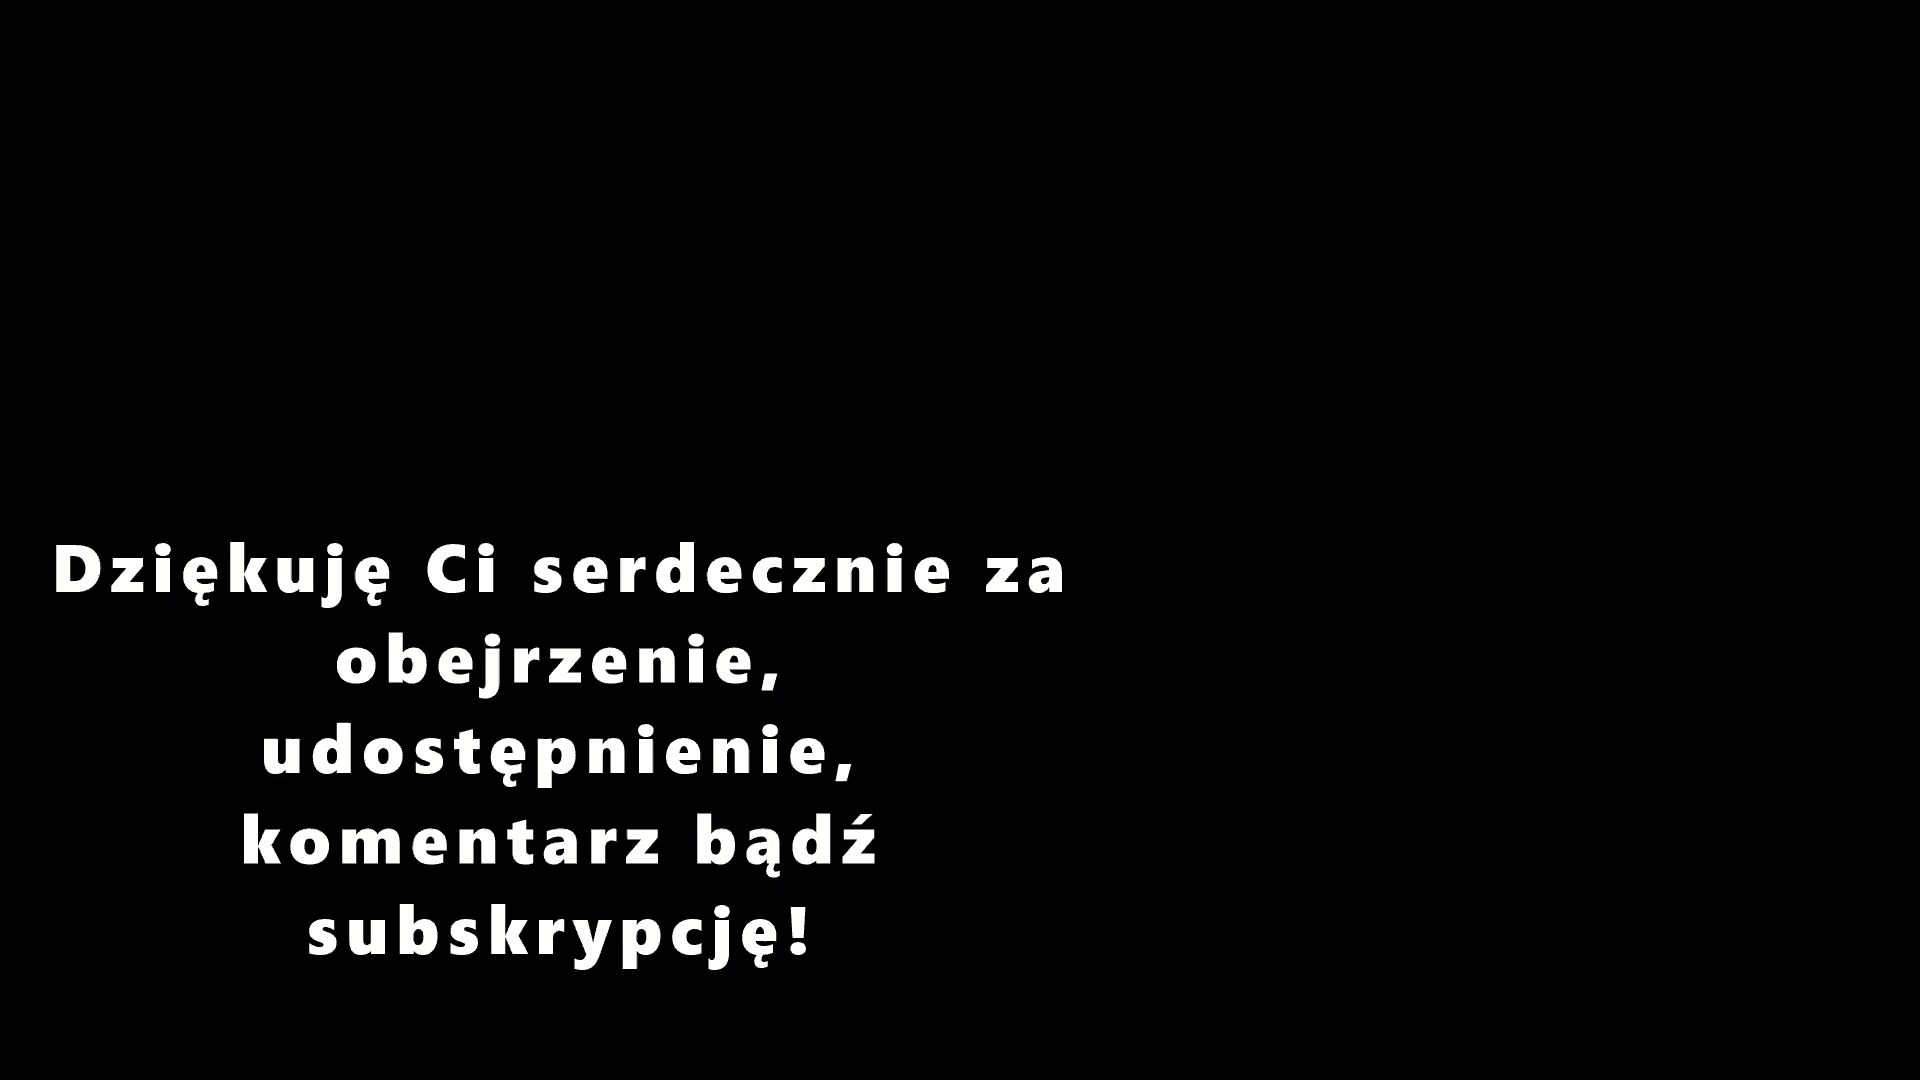 Dziękuję Ci serdecznie za
obejrzenie,
udostępnienie,
komentarz bądź
subskrypcję!